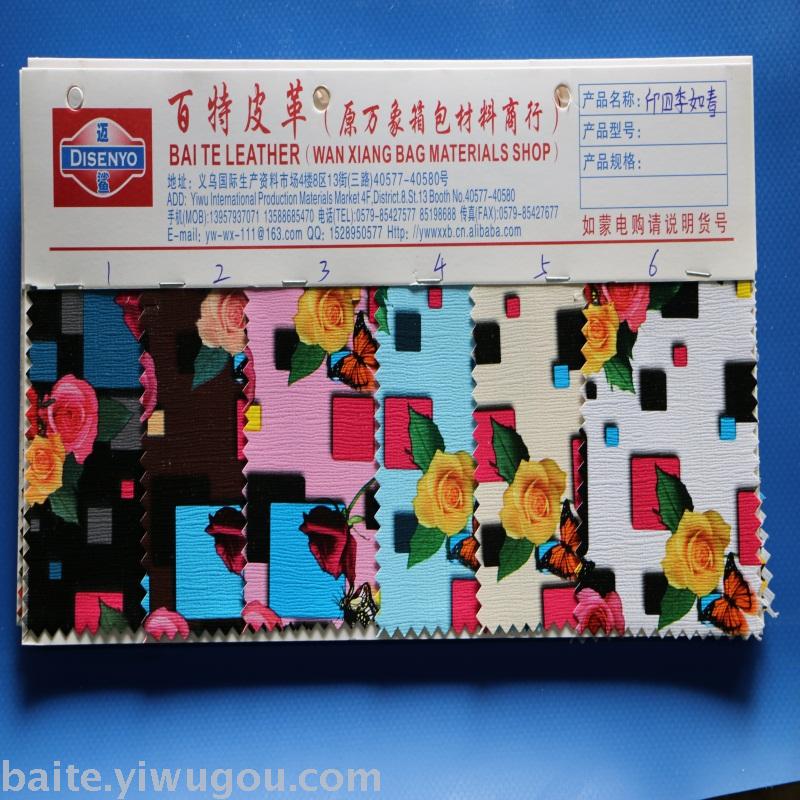 迈
DISENYO
鲨
百特皮革(原万象箱包材料商行)
BAI TE LEATHER (WAN XIANG BAG MATERIALS SHOP)
地址: 义乌国际生产资料市场4楼8区13街(三路)40577-40580号
ADD: Yiwu International Production Materials Market 4F,District.8.St.13 Booth No.40577-40580
手机(MOB):13957937071 13588685470 电话(TEL):0579-85427577 85198688 传真(FAX):0579-85427677
E-mail: yw-wx-111@163.com QQ: 1528950577 Http: //ywwxxb.cn.alibaba.com
产品名称: 印四季如春
产品型号:
产品规格:
如蒙电购请说明货号
1 2 3 4 5 6
baite.yiwugou.com